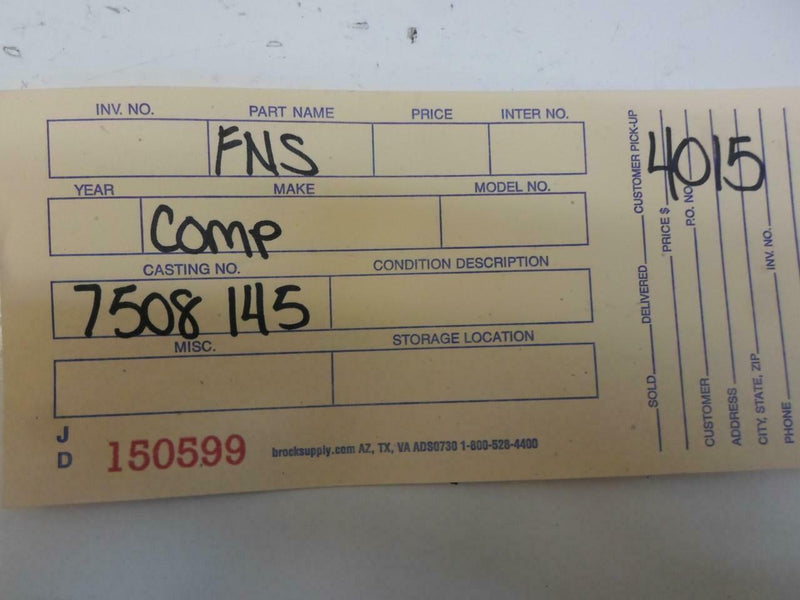 INV. NO. PART NAME PRICE INTER NO.
FNS
YEAR MAKE MODEL NO.
Comp
CASTING NO. CONDITION DESCRIPTION
7508 145
MISC. STORAGE LOCATION
J
D
150599
brocksupply.com AZ, TX, VA ADS0730 1-800-528-4400
4015
SOLD DELIVERED CUSTOMER PICK-UP
PRICE $
P.O. NO.
CUSTOMER
ADDRESS
CITY, STATE, ZIP INV. NO.
PHONE